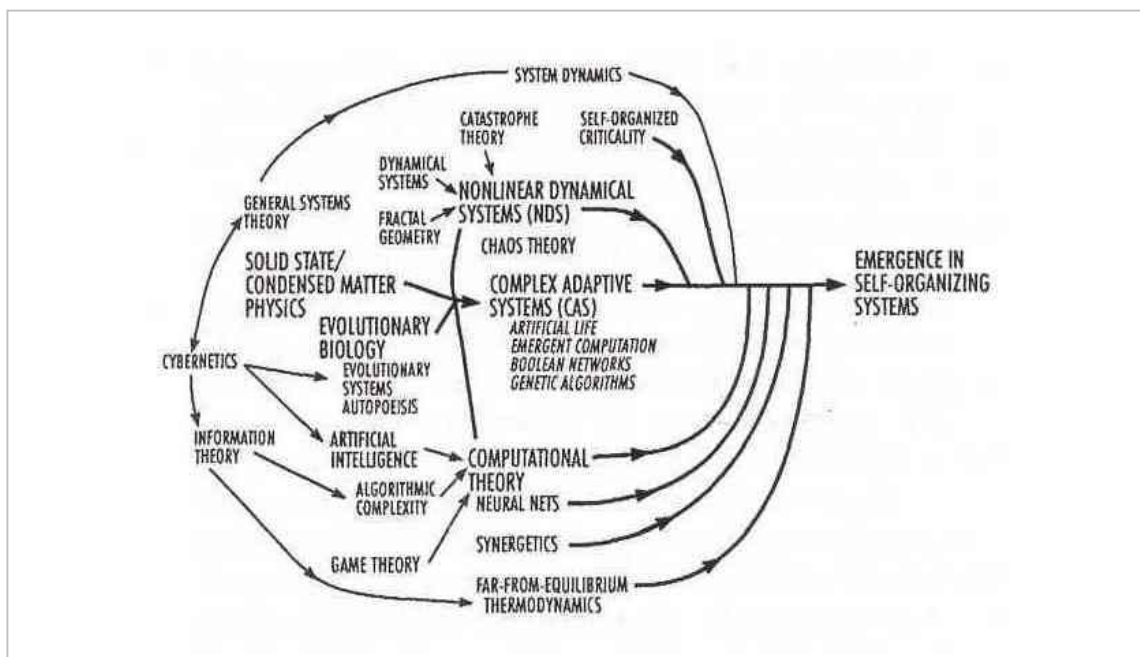 SYSTEM DYNAMICS
CATASTROPHE
THEORY
SELF-ORGANIZED
CRITICALITY
DYNAMICAL
SYSTEMS
NONLINEAR DYNAMICAL
SYSTEMS (NDS)
FRACTAL
GEOMETRY
CHAOS THEORY
GENERAL SYSTEMS
THEORY
SOLID STATE/
CONDENSED MATTER
PHYSICS
COMPLEX ADAPTIVE
SYSTEMS (CAS)
ARTIFICIAL LIFE
EMERGENT COMPUTATION
BOOLEAN NETWORKS
GENETIC ALGORITHMS
EMERGENCE IN
SELF-ORGANIZING
SYSTEMS
EVOLUTIONARY
BIOLOGY
EVOLUTIONARY
SYSTEMS
AUTOPOEISIS
CYBERNETICS
INFORMATION
THEORY
ARTIFICIAL
INTELLIGENCE
COMPUTATIONAL
THEORY
ALGORITHMIC
COMPLEXITY
NEURAL NETS
SYNERGETICS
GAME THEORY
FAR-FROM-EQUILIBRIUM
THERMODYNAMICS